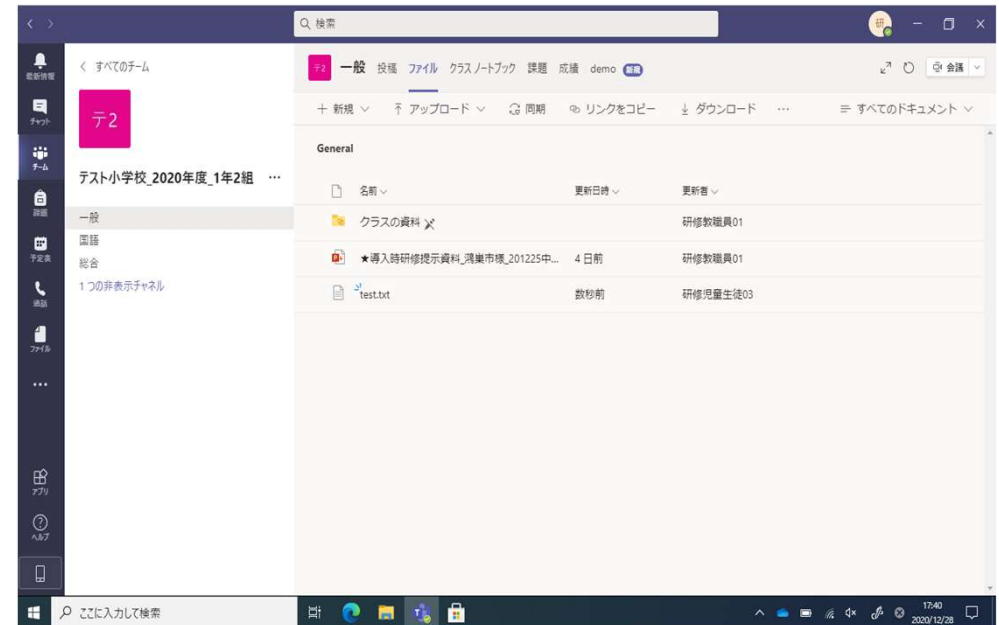 検索
研
最新情報
チャット
チーム
課題
予定表
通話
ファイル
アプリ
ヘルプ
すべてのチーム
テ2
テスト小学校_2020年度_1年2組 …
一般
国語
総合
1 つの非表示チャネル
テ2 一般 投稿 ファイル クラス ノートブック 課題 成績 demo 新規
会議
+ 新規 アップロード 同期 リンクをコピー ダウンロード … すべてのドキュメント
General
名前 更新日時 更新者
クラスの資料 研修教職員01
★導入時研修提示資料_鴻巣市様_201225中... 4 日前 研修教職員01
test.txt 数秒前 研修児童生徒03
ここに入力して検索
17:40
2020/12/28